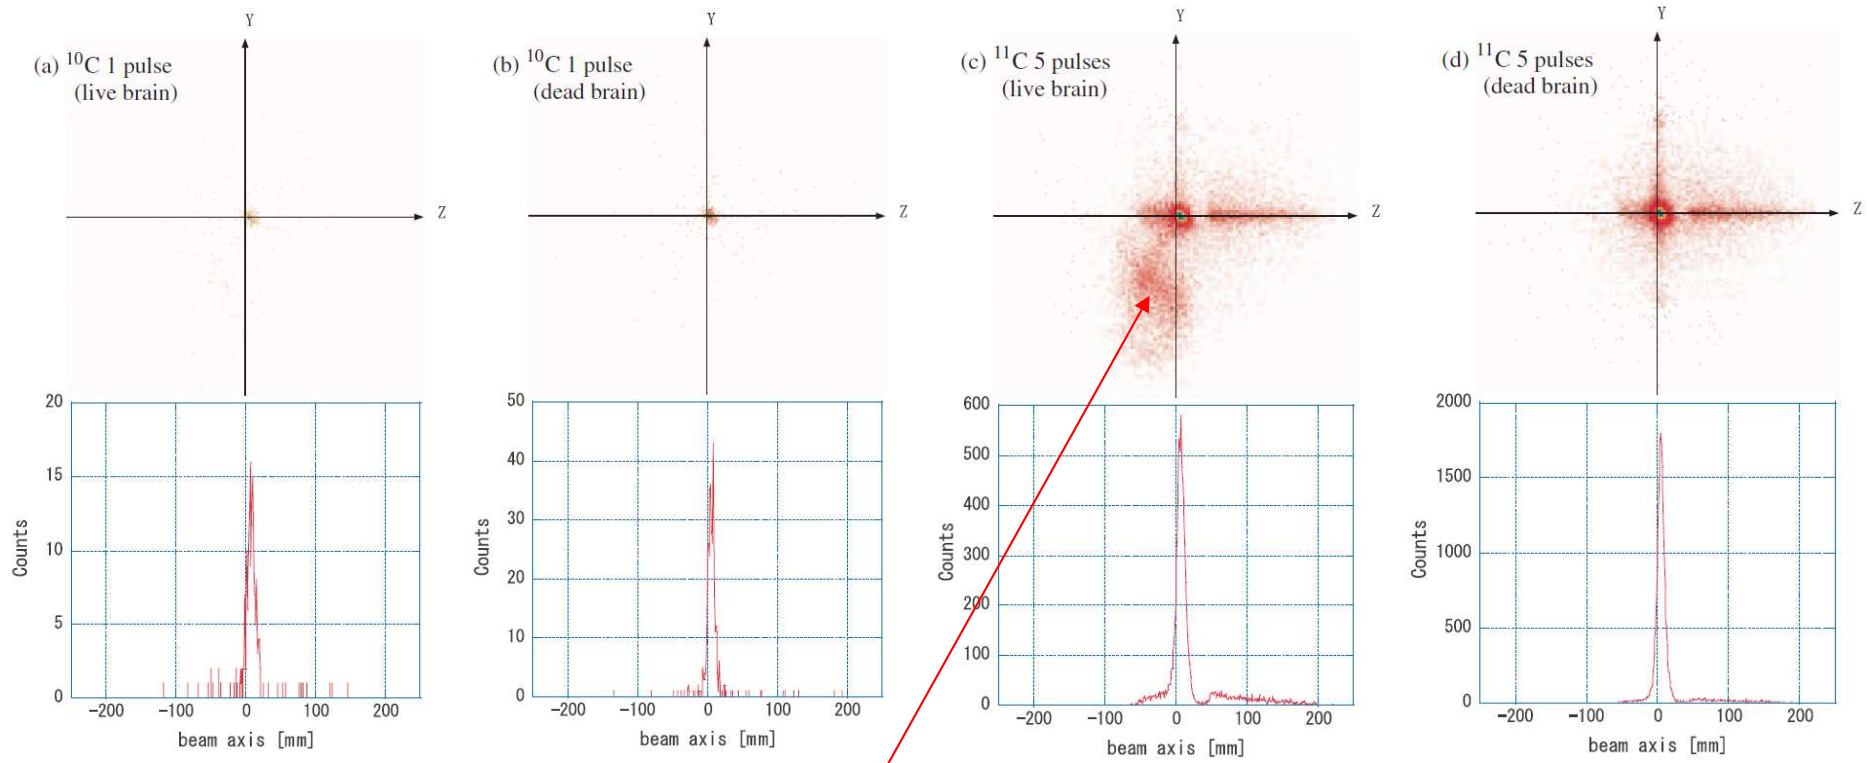 Y
(a) ¹⁰C 1 pulse
(live brain)
Z
20
15
10
5
0
Counts
-200 -100 0 100 200
beam axis [mm]
Y
(b) ¹⁰C 1 pulse
(dead brain)
Z
50
40
30
20
10
0
Counts
-200 -100 0 100 200
beam axis [mm]
Y
(c) ¹¹C 5 pulses
(live brain)
Z
600
500
400
300
200
100
0
Counts
-200 -100 0 100 200
beam axis [mm]
Y
(d) ¹¹C 5 pulses
(dead brain)
Z
2000
1500
1000
500
0
Counts
-200 -100 0 100 200
beam axis [mm]